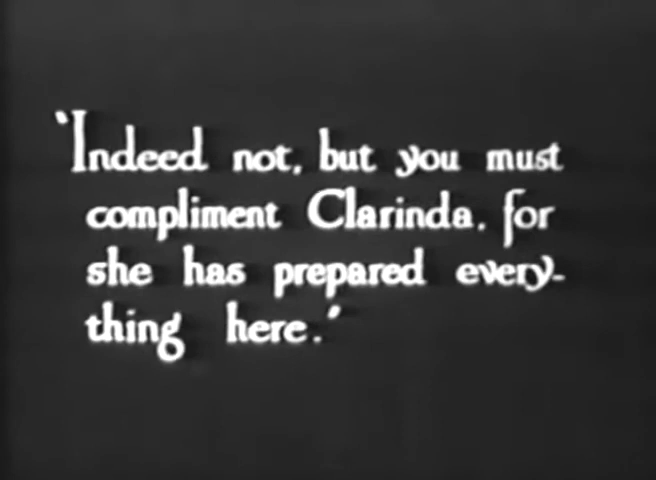 ‘Indeed not, but you must
compliment Clarinda, for
she has prepared every-
thing here.’